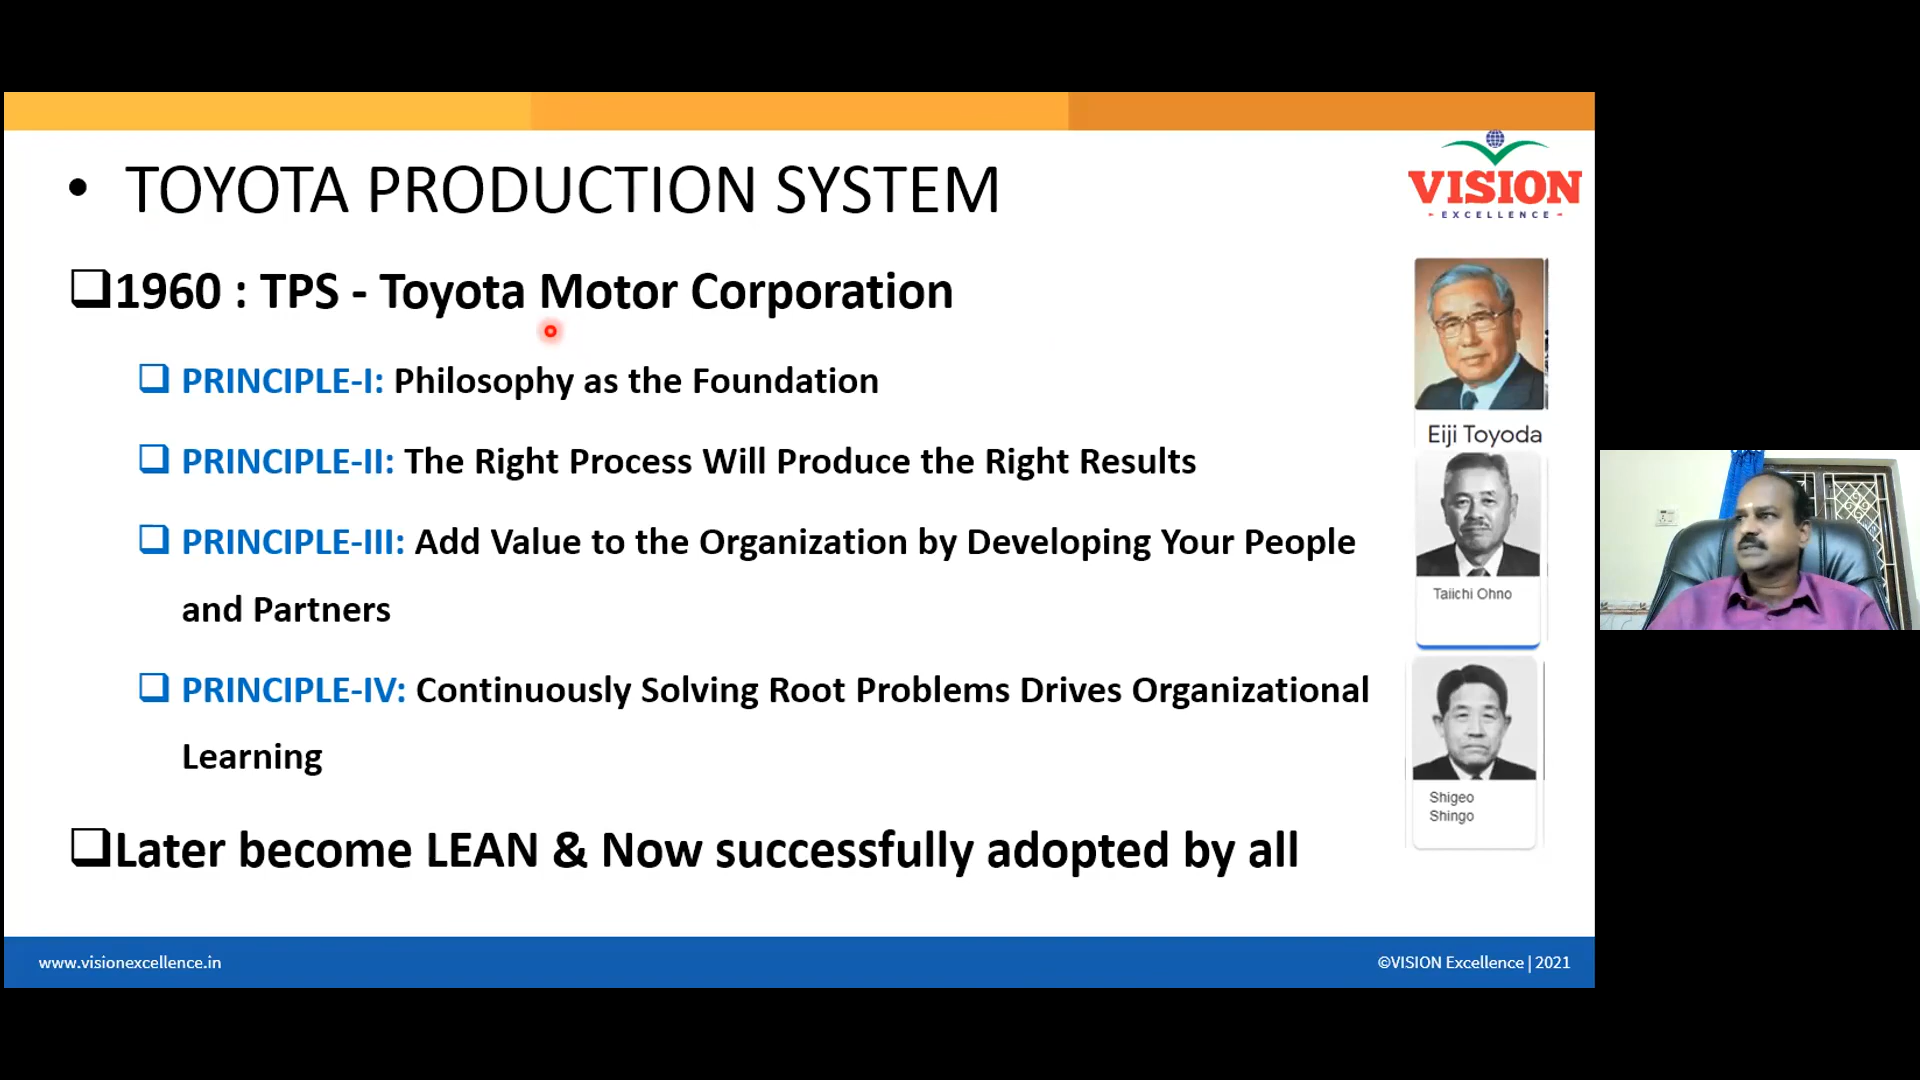 • TOYOTA PRODUCTION SYSTEM
VISION
- EXCELLENCE -
❑1960 : TPS - Toyota Motor Corporation
❑ PRINCIPLE-I: Philosophy as the Foundation
❑ PRINCIPLE-II: The Right Process Will Produce the Right Results
❑ PRINCIPLE-III: Add Value to the Organization by Developing Your People
and Partners
❑ PRINCIPLE-IV: Continuously Solving Root Problems Drives Organizational
Learning
❑Later become LEAN & Now successfully adopted by all
Eiji Toyoda
Taiichi Ohno
Shigeo
Shingo
www.visionexcellence.in
©VISION Excellence | 2021